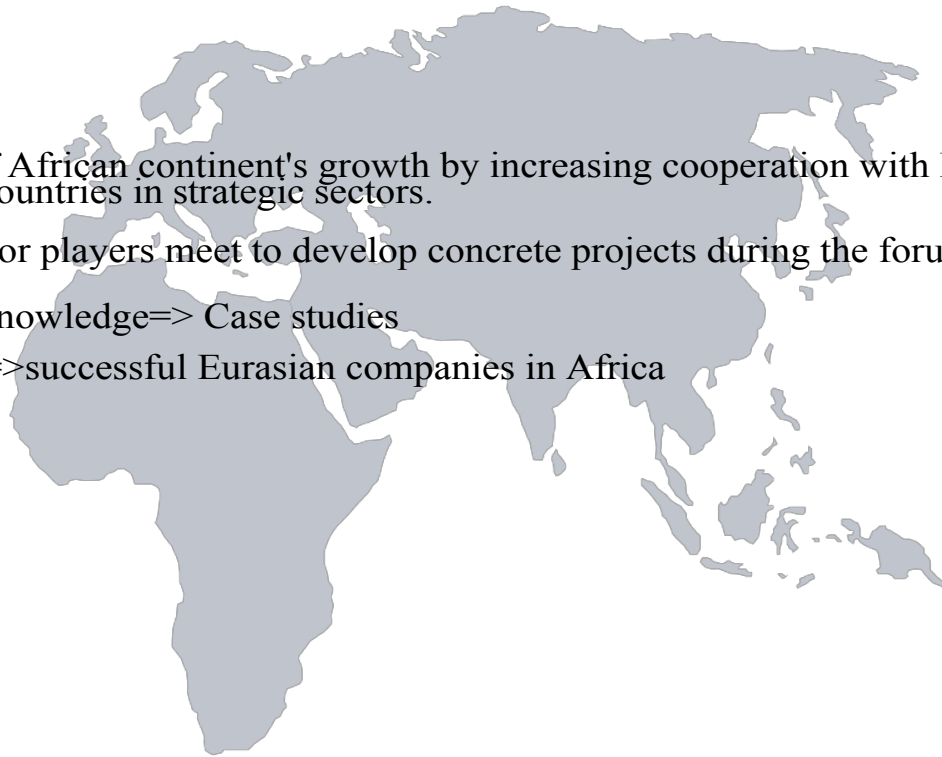 African continent's growth by increasing cooperation with
ountries in strategic sectors.
or players meet to develop concrete projects during the foru
nowledge=> Case studies
=>successful Eurasian companies in Africa